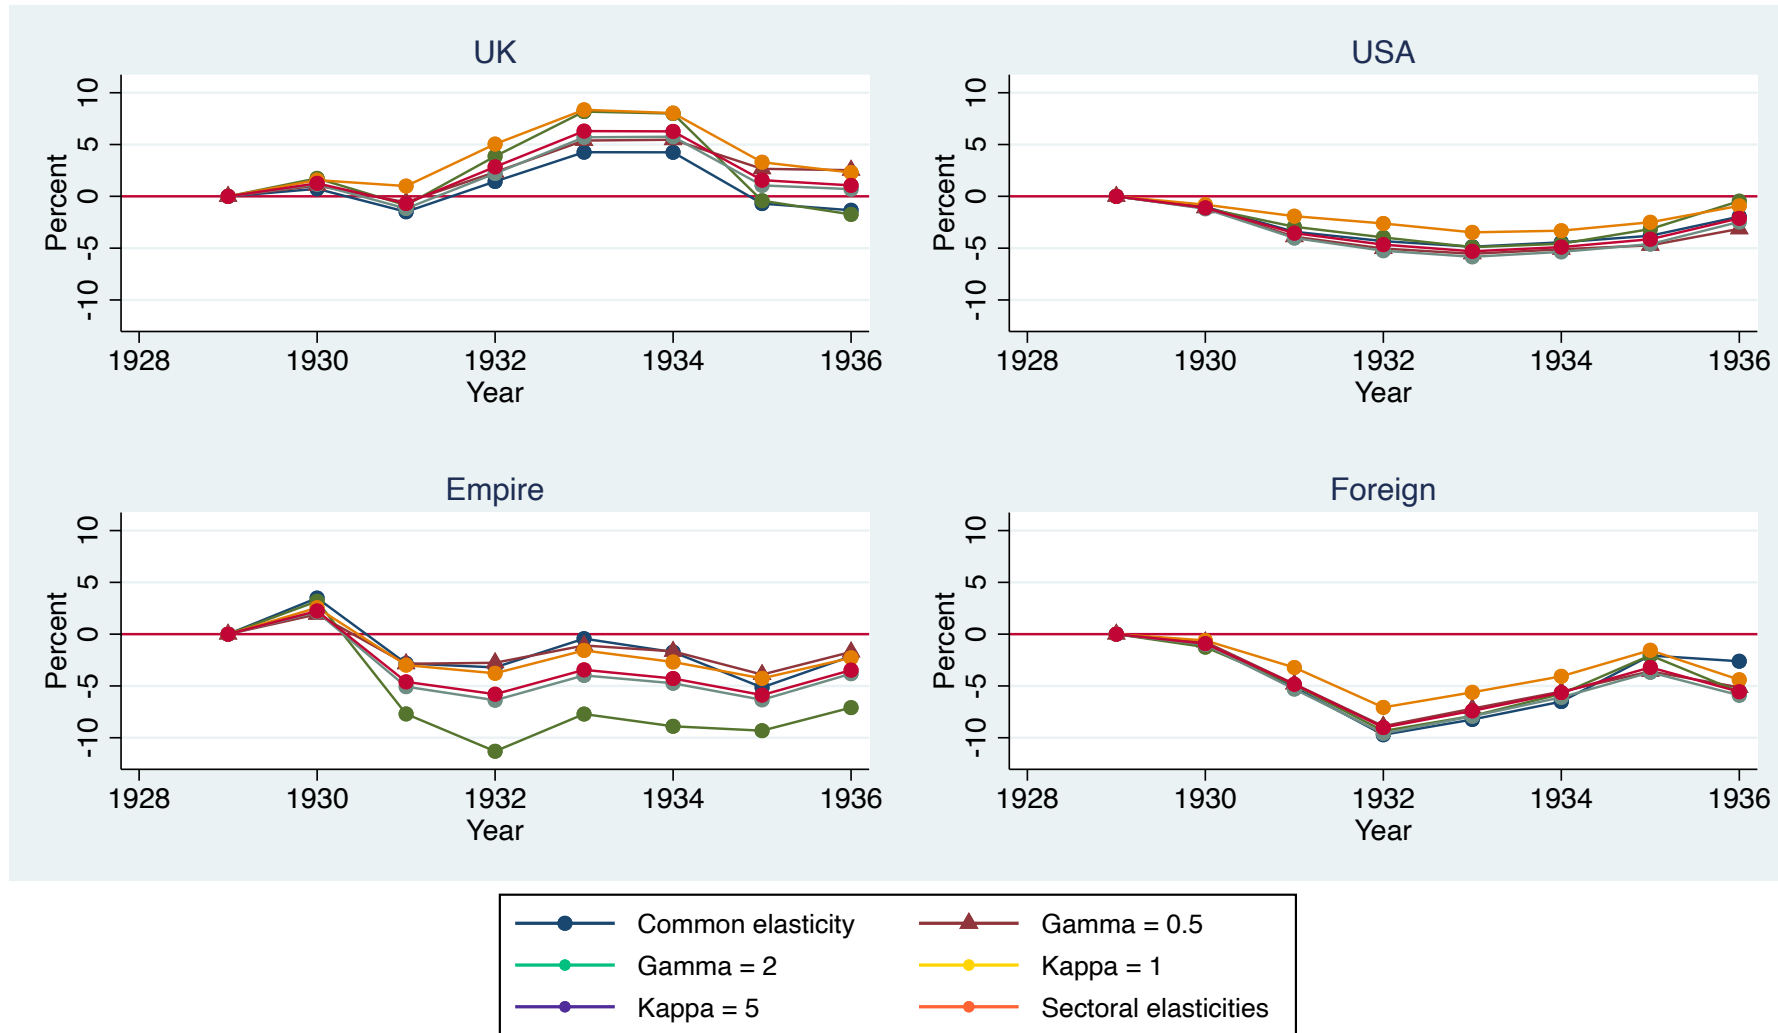 UK
Percent
10
5
0
-5
-10
1928 1930 1932 1934 1936
Year
USA
Percent
10
5
0
-5
-10
1928 1930 1932 1934 1936
Year
Empire
Percent
10
5
0
-5
-10
1928 1930 1932 1934 1936
Year
Foreign
Percent
10
5
0
-5
-10
1928 1930 1932 1934 1936
Year
Common elasticity Gamma = 0.5
Gamma = 2 Kappa = 1
Kappa = 5 Sectoral elasticities